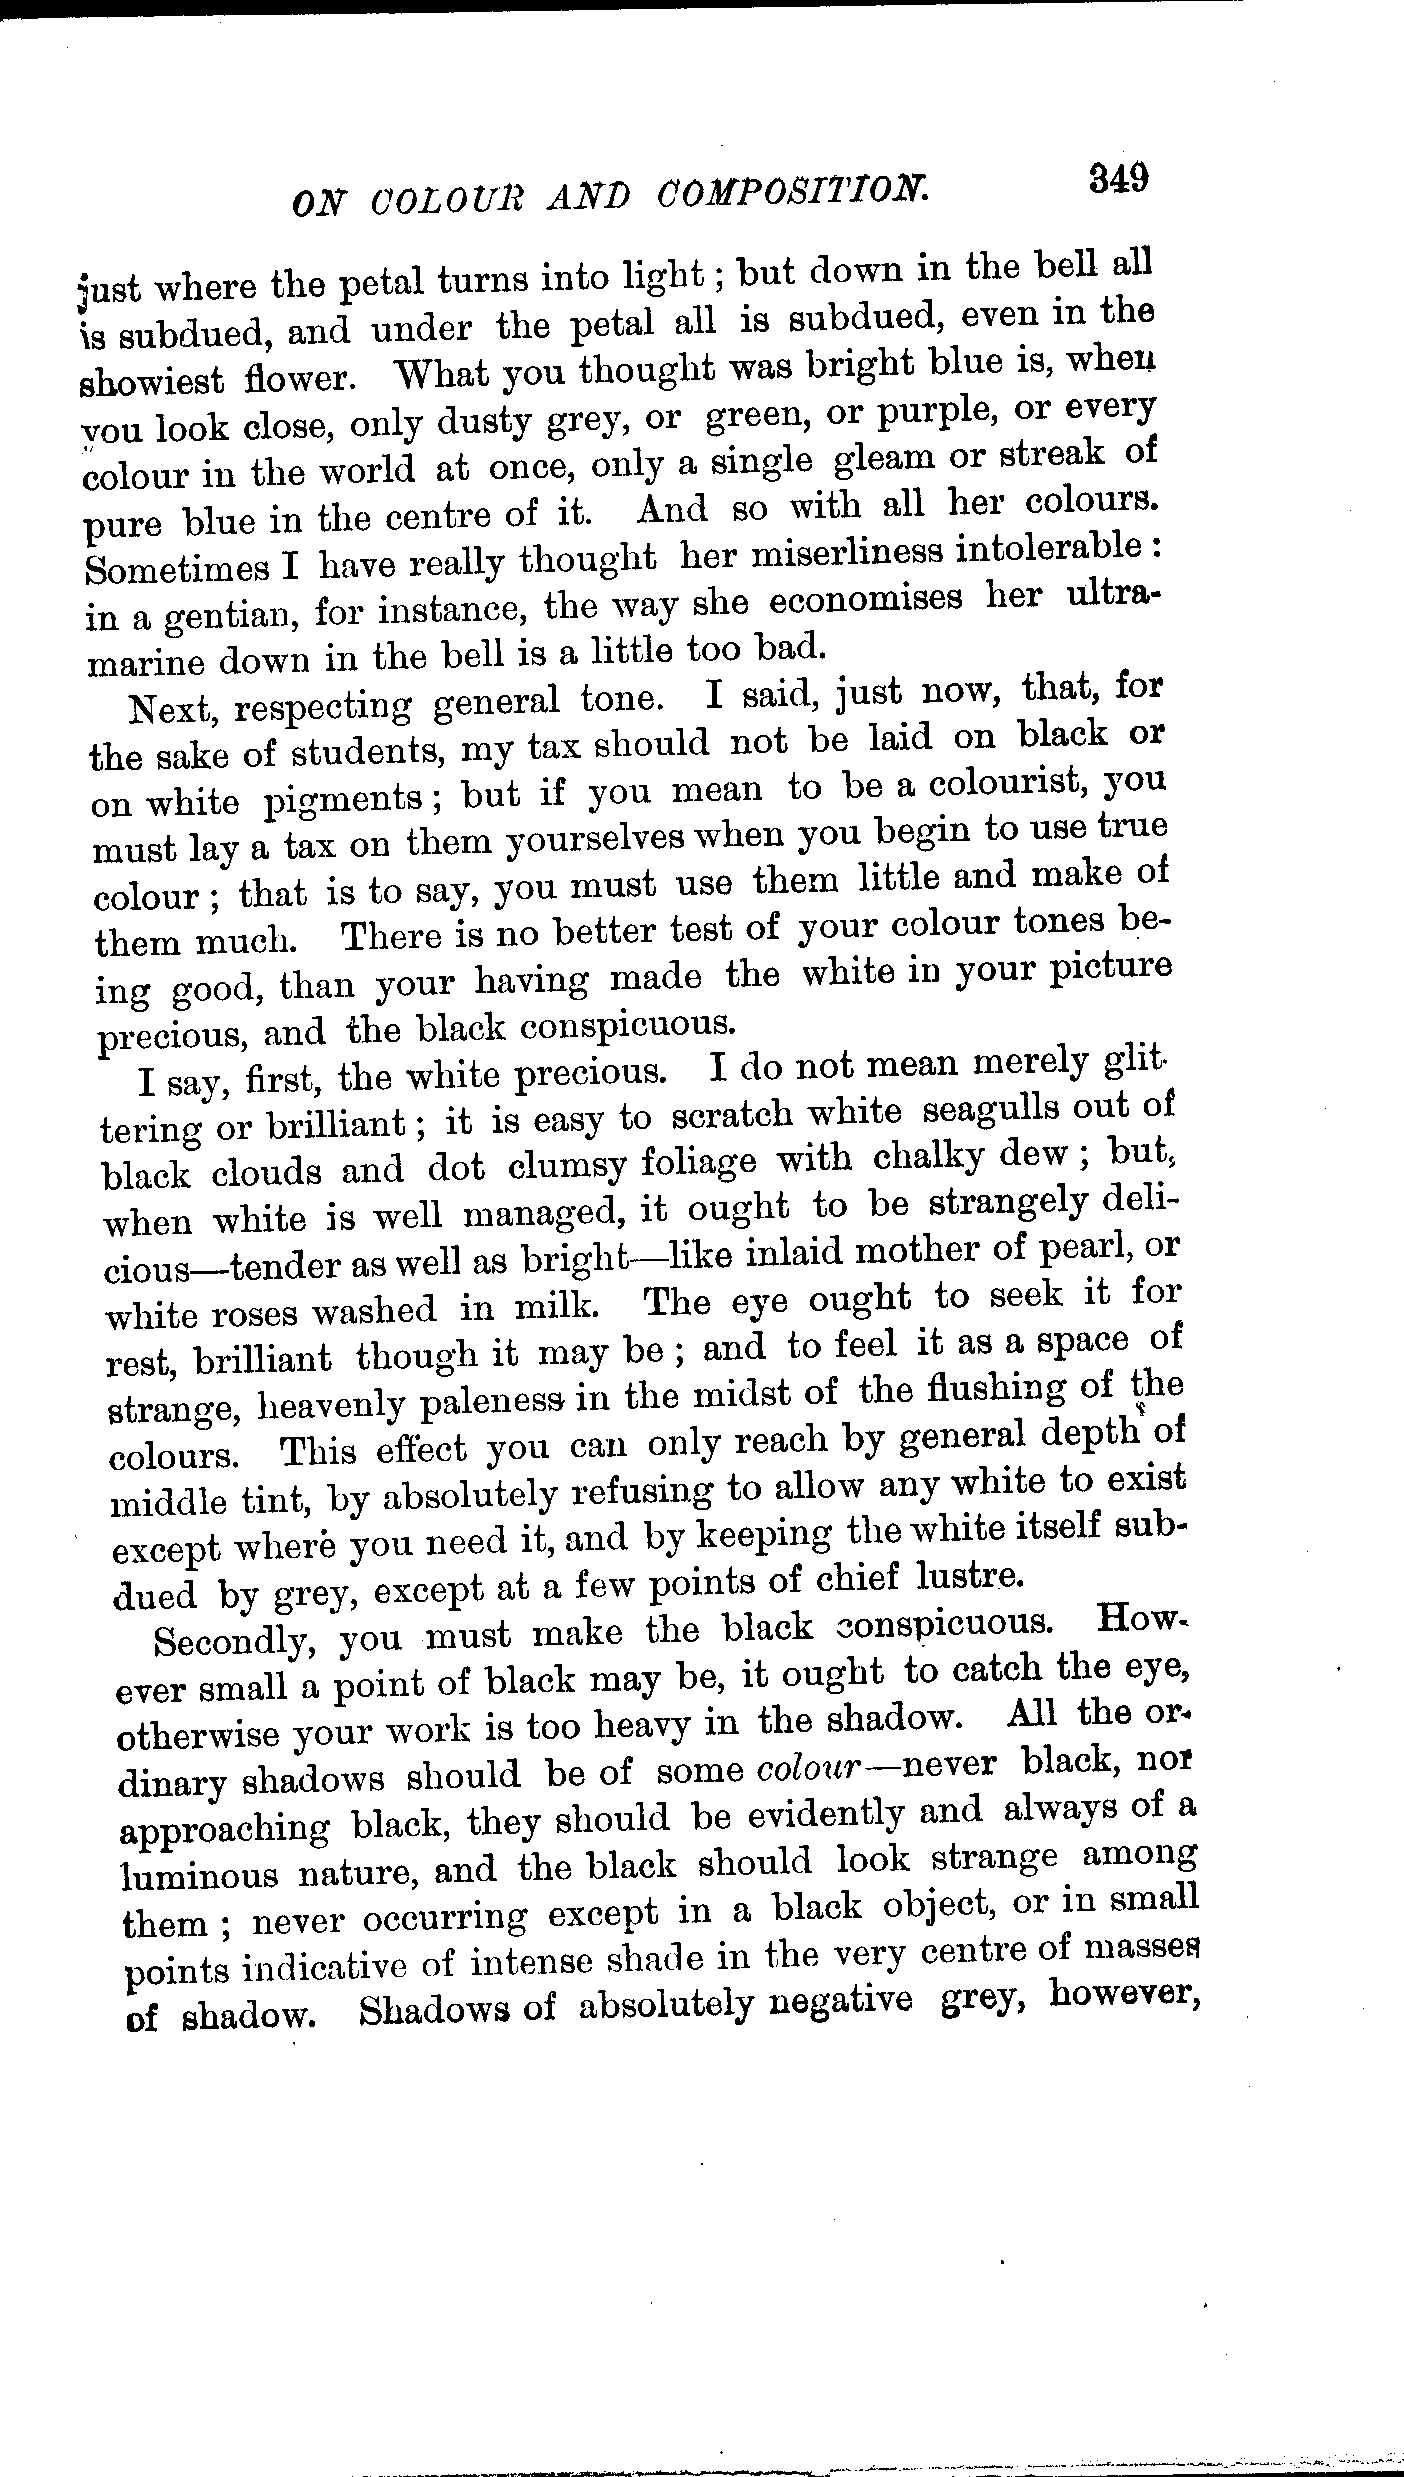 ON COLOUR AND COMPOSITION. 349
just where the petal turns into light ; but down in the bell all
is subdued, and under the petal all is subdued, even in the
showiest flower. What you thought was bright blue is, when
you look close, only dusty grey, or green, or purple, or every
colour in the world at once, only a single gleam or streak of
pure blue in the centre of it. And so with all her colours.
Sometimes I have really thought her miserliness intolerable :
in a gentian, for instance, the way she economises her ultra-
marine down in the bell is a little too bad.
Next, respecting general tone. I said, just now, that, for
the sake of students, my tax should not be laid on black or
on white pigments ; but if you mean to be a colourist, you
must lay a tax on them yourselves when you begin to use true
colour ; that is to say, you must use them little and make of
them much. There is no better test of your colour tones be-
ing good, than your having made the white in your picture
precious, and the black conspicuous.
I say, first, the white precious. I do not mean merely glit-
tering or brilliant ; it is easy to scratch white seagulls out of
black clouds and dot clumsy foliage with chalky dew ; but,
when white is well managed, it ought to be strangely deli-
cious—tender as well as bright—like inlaid mother of pearl, or
white roses washed in milk. The eye ought to seek it for
rest, brilliant though it may be ; and to feel it as a space of
strange, heavenly paleness in the midst of the flushing of the
colours. This effect you can only reach by general depth of
middle tint, by absolutely refusing to allow any white to exist
except where you need it, and by keeping the white itself sub-
dued by grey, except at a few points of chief lustre.
Secondly, you must make the black conspicuous. How-
ever small a point of black may be, it ought to catch the eye,
otherwise your work is too heavy in the shadow. All the or-
dinary shadows should be of some colour—never black, nor
approaching black, they should be evidently and always of a
luminous nature, and the black should look strange among
them ; never occurring except in a black object, or in small
points indicative of intense shade in the very centre of masses
of shadow. Shadows of absolutely negative grey, however,